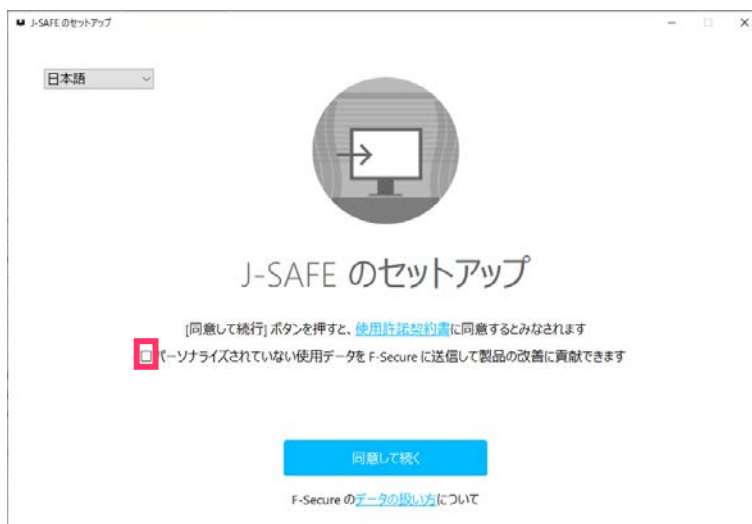 J-SAFE のセットアップ
日本語
J-SAFE のセットアップ
[同意して続行] ボタンを押すと、使用許諾契約書に同意するとみなされます
パーソナライズされていない使用データを F-Secure に送信して製品の改善に貢献できます
同意して続く
F-Secure のデータの扱い方について